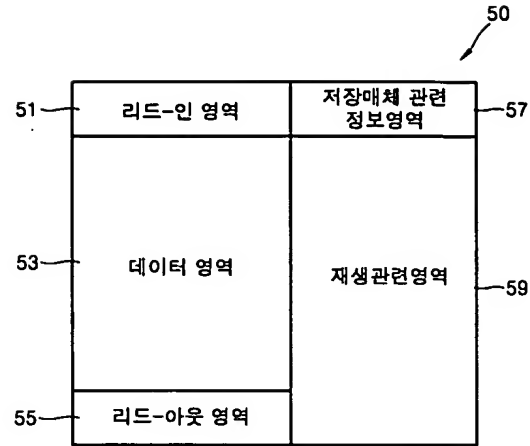 50
51
리드-인 영역
저장매체 관련
정보영역
57
53
데이터 영역
재생관련영역
59
55
리드-아웃 영역